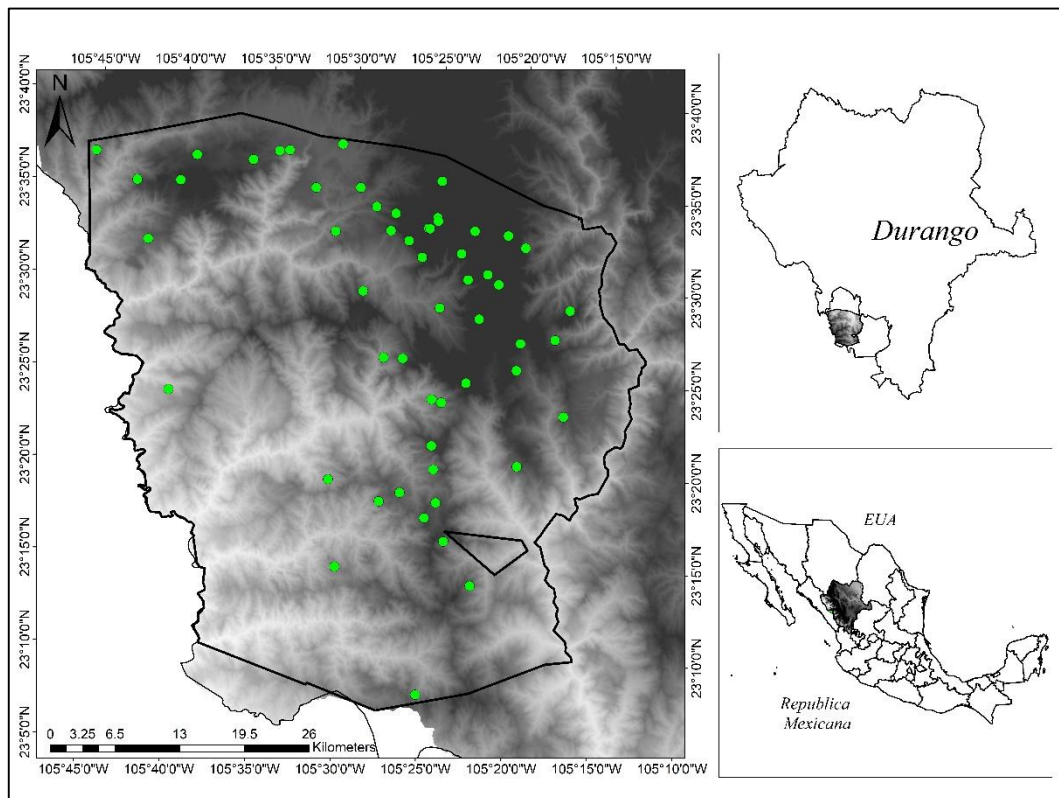 105°45'0"W 105°40'0"W 105°35'0"W 105°30'0"W 105°25'0"W 105°20'0"W 105°15'0"W
N
23°40'0"N
23°35'0"N
23°30'0"N
23°25'0"N
23°20'0"N
23°15'0"N
23°10'0"N
23°5'0"N
23°40'0"N
23°35'0"N
23°30'0"N
23°25'0"N
23°20'0"N
23°15'0"N
23°10'0"N
0 3.25 6.5 13 19.5 26
Kilometers
105°45'0"W 105°40'0"W 105°35'0"W 105°30'0"W 105°25'0"W 105°20'0"W 105°15'0"W 105°10'0"W
Durango
EUA
Republica
Mexicana